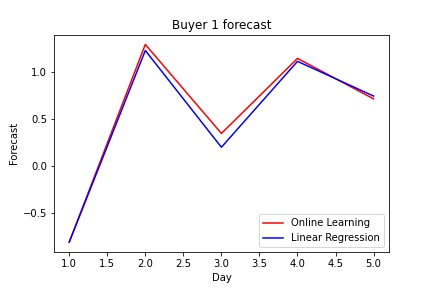 Buyer 1 forecast
Forecast
1.0
0.5
0.0
−0.5
Online Learning
Linear Regression
1.0 1.5 2.0 2.5 3.0 3.5 4.0 4.5 5.0
Day